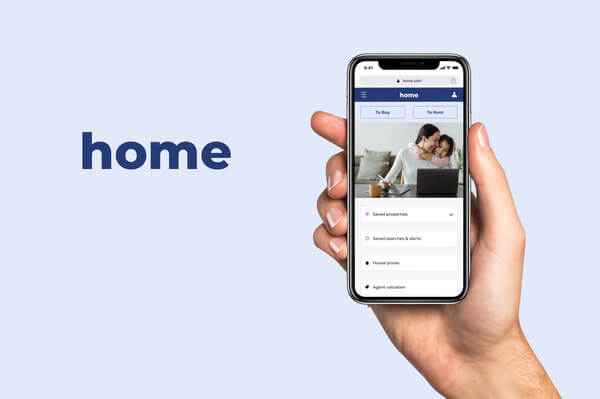 home
9:41
home.com
home
To Buy
To Rent
Saved properties
Saved searches & alerts
House prices
Agent valuation